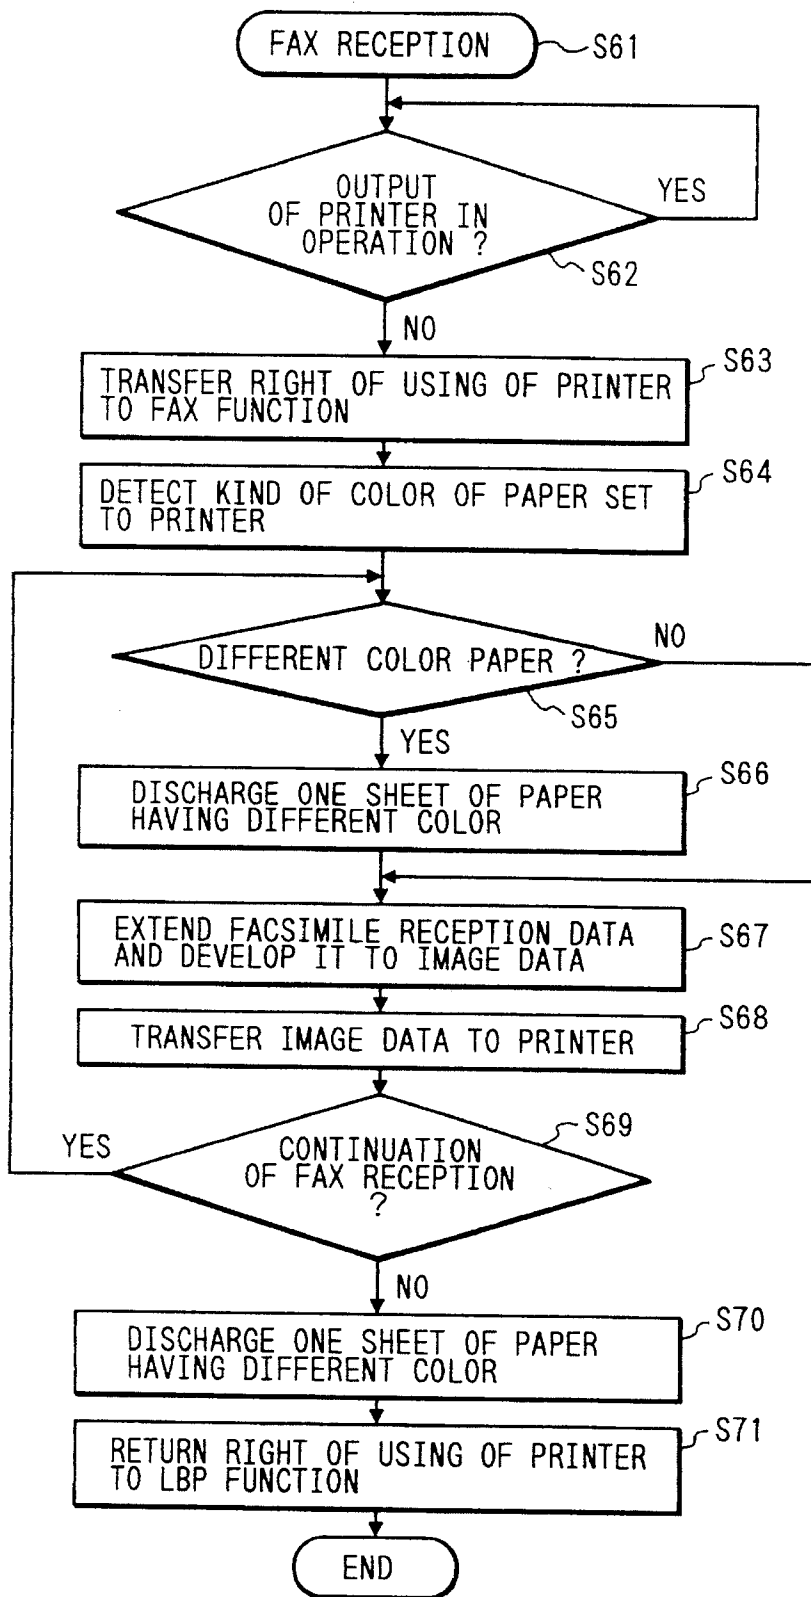 FAX RECEPTION
S61
OUTPUT
OF PRINTER IN
OPERATION ?
YES
S62
NO
S63
TRANSFER RIGHT OF USING OF PRINTER
TO FAX FUNCTION
S64
DETECT KIND OF COLOR OF PAPER SET
TO PRINTER
DIFFERENT COLOR PAPER ?
NO
S65
YES
S66
DISCHARGE ONE SHEET OF PAPER
HAVING DIFFERENT COLOR
EXTEND FACSIMILE RECEPTION DATA
AND DEVELOP IT TO IMAGE DATA
S67
S68
TRANSFER IMAGE DATA TO PRINTER
S69
YES
CONTINUATION
OF FAX RECEPTION
?
NO
S70
DISCHARGE ONE SHEET OF PAPER
HAVING DIFFERENT COLOR
S71
RETURN RIGHT OF USING OF PRINTER
TO LBP FUNCTION
END